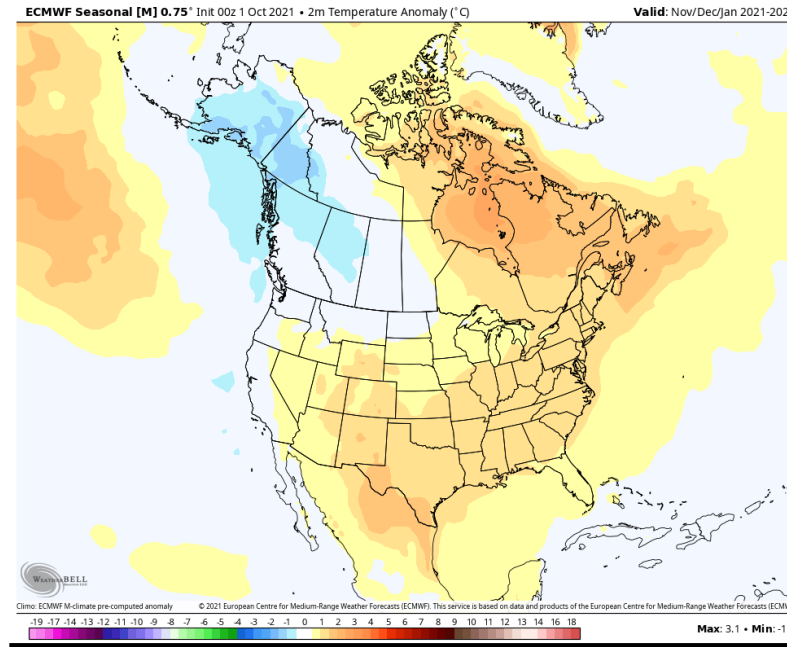 ECMWF Seasonal [M] 0.75° Init 00z 1 Oct 2021 • 2m Temperature Anomaly (°C)
Valid: Nov/Dec/Jan 2021-202
WEATHERBELL
Climo: ECMWF M-climate pre-computed anomaly
© 2021 European Centre for Medium-Range Weather Forecasts (ECMWF). This service is based on data and products of the European Centre for Medium-Range Weather Forecasts (ECMW
-19 -17 -14 -13 -12 -11 -10 -9 -8 -7 -6 -5 -4 -3 -2 -1 0 1 2 3 4 5 6 7 8 9 10 11 12 13 14 16 18
Max: 3.1 • Min: -1